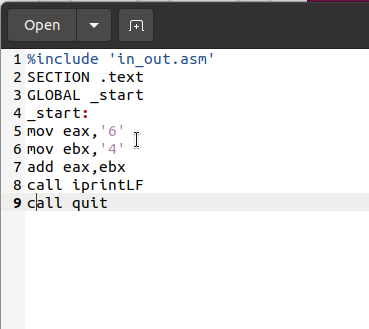 Open
1 %include 'in_out.asm'
2 SECTION .text
3 GLOBAL _start
4 _start:
5 mov eax,'6'
6 mov ebx,'4'
7 add eax,ebx
8 call iprintLF
9 call quit